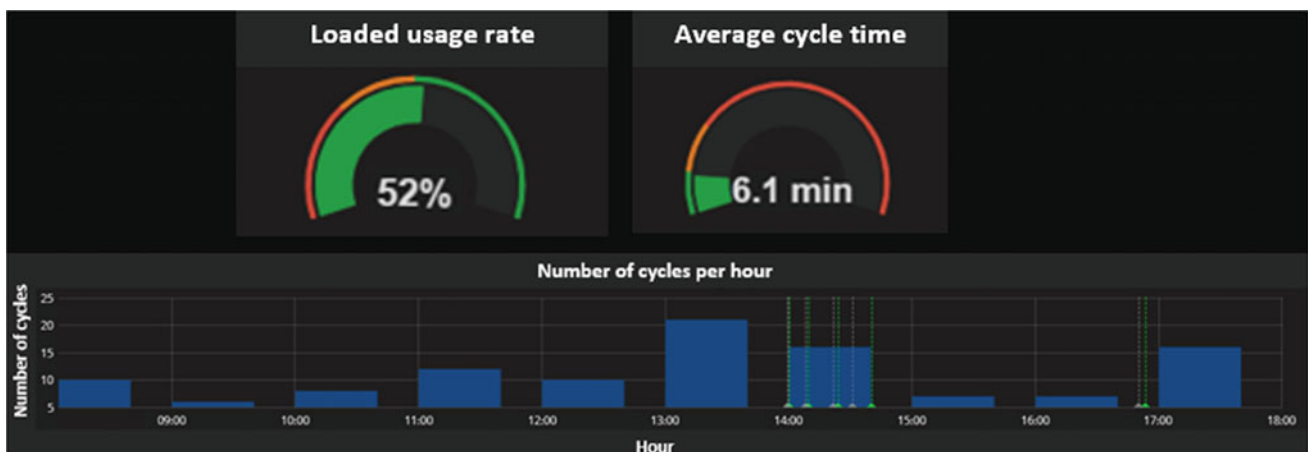 Loaded usage rate
Average cycle time
52%
6.1 min
Number of cycles per hour
Number of cycles
25
20
15
10
5
09:00
10:00
11:00
12:00
13:00
14:00
15:00
16:00
17:00
18:00
Hour